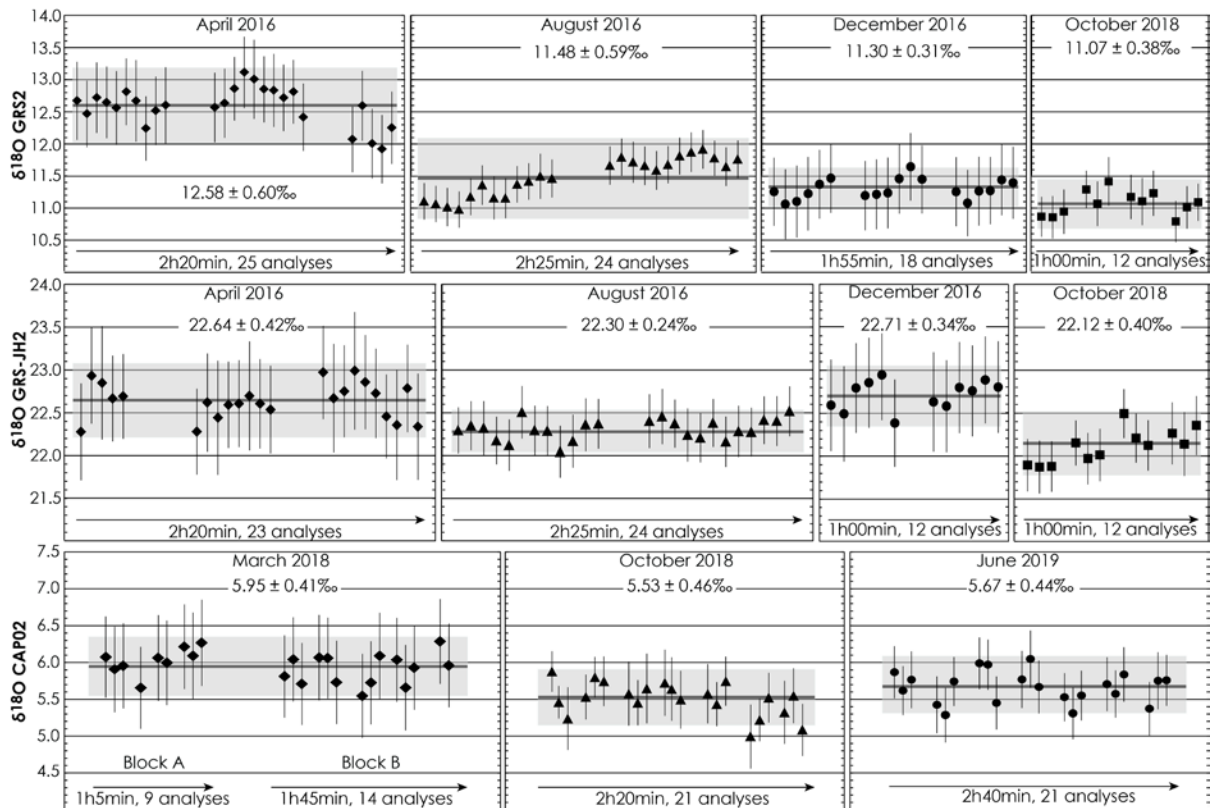 April 2016
August 2016
December 2016
October 2018
δ¹⁸O GRS2
14.0
13.5
13.0
12.5
12.0
11.5
11.0
10.5
12.58 ± 0.60‰
11.48 ± 0.59‰
11.30 ± 0.31‰
11.07 ± 0.38‰
2h20min, 25 analyses
2h25min, 24 analyses
1h55min, 18 analyses
1h00min, 12 analyses
April 2016
August 2016
December 2016
October 2018
δ¹⁸O GRS-JH2
24.0
23.5
23.0
22.5
22.0
21.5
22.64 ± 0.42‰
22.30 ± 0.24‰
22.71 ± 0.34‰
22.12 ± 0.40‰
2h20min, 23 analyses
2h25min, 24 analyses
1h00min, 12 analyses
1h00min, 12 analyses
March 2018
October 2018
June 2019
δ¹⁸O CAP02
7.5
7.0
6.5
6.0
5.5
5.0
4.5
5.95 ± 0.41‰
5.53 ± 0.46‰
5.67 ± 0.44‰
Block A
Block B
1h5min, 9 analyses
1h45min, 14 analyses
2h20min, 21 analyses
2h40min, 21 analyses